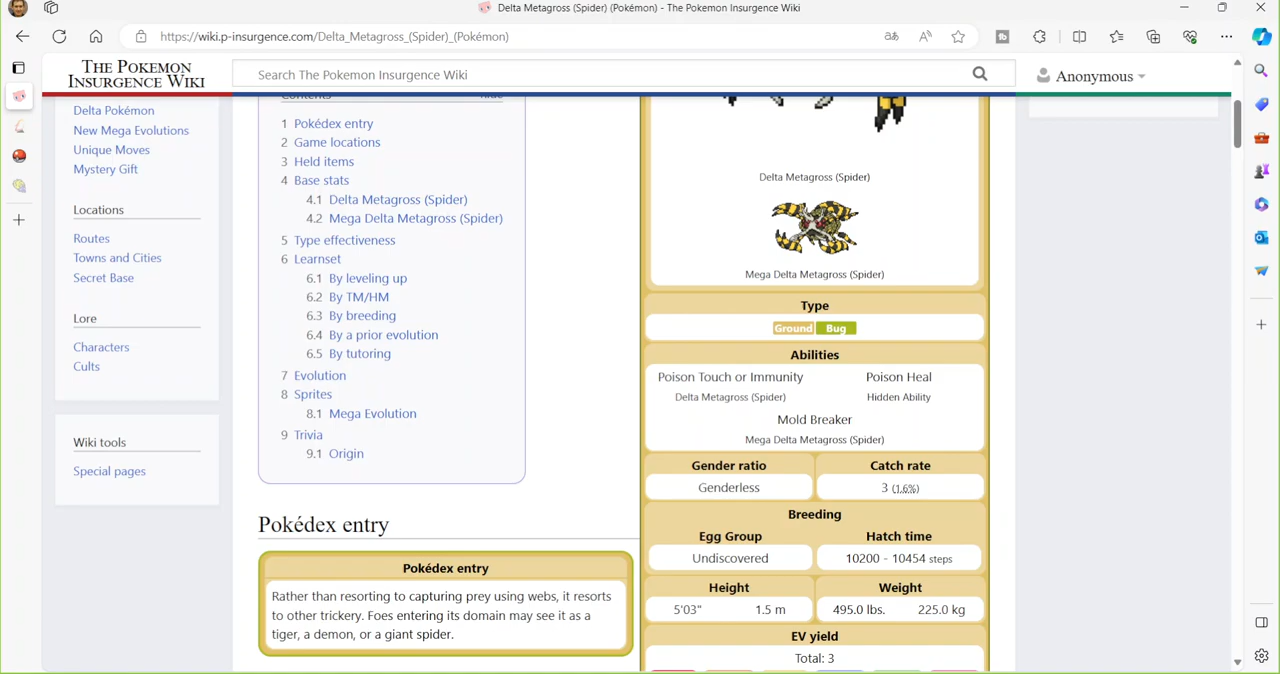 Delta Metagross (Spider) (Pokémon) - The Pokemon Insurgence Wiki
https://wiki.p-insurgence.com/Delta_Metagross_(Spider)_(Pokémon)
THE POKEMON
INSURGENCE WIKI
Search The Pokemon Insurgence Wiki
Anonymous
Delta Pokémon
New Mega Evolutions
Unique Moves
Mystery Gift
Locations
Routes
Towns and Cities
Secret Base
Lore
Characters
Cults
Wiki tools
Special pages
Contents hide
1 Pokédex entry
2 Game locations
3 Held items
4 Base stats
4.1 Delta Metagross (Spider)
4.2 Mega Delta Metagross (Spider)
5 Type effectiveness
6 Learnset
6.1 By leveling up
6.2 By TM/HM
6.3 By breeding
6.4 By a prior evolution
6.5 By tutoring
7 Evolution
8 Sprites
8.1 Mega Evolution
9 Trivia
9.1 Origin
Pokédex entry
Pokédex entry
Rather than resorting to capturing prey using webs, it resorts
to other trickery. Foes entering its domain may see it as a
tiger, a demon, or a giant spider.
Delta Metagross (Spider)
Mega Delta Metagross (Spider)
Type
Ground Bug
Abilities
Poison Touch or Immunity Poison Heal
Delta Metagross (Spider) Hidden Ability
Mold Breaker
Mega Delta Metagross (Spider)
Gender ratio Catch rate
Genderless 3 (1.6%)
Breeding
Egg Group Hatch time
Undiscovered 10200 - 10454 steps
Height Weight
5'03" 1.5 m 495.0 lbs. 225.0 kg
EV yield
Total: 3